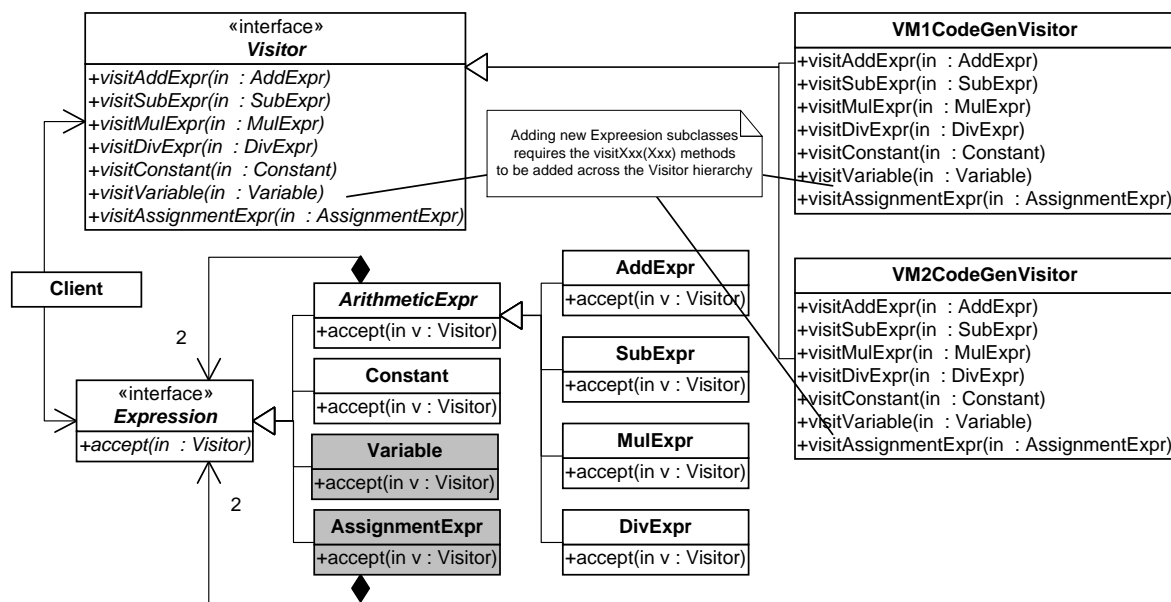 «interface»
Visitor
+visitAddExpr(in : AddExpr)
+visitSubExpr(in : SubExpr)
+visitMulExpr(in : MulExpr)
+visitDivExpr(in : DivExpr)
+visitConstant(in : Constant)
+visitVariable(in : Variable)
+visitAssignmentExpr(in : AssignmentExpr)
VM1CodeGenVisitor
+visitAddExpr(in : AddExpr)
+visitSubExpr(in : SubExpr)
+visitMulExpr(in : MulExpr)
+visitDivExpr(in : DivExpr)
+visitConstant(in : Constant)
+visitVariable(in : Variable)
+visitAssignmentExpr(in : AssignmentExpr)
Adding new Expreesion subclasses
requires the visitXxx(Xxx) methods
to be added across the Visitor hierarchy
Client
2
«interface»
Expression
+accept(in : Visitor)
2
ArithmeticExpr
+accept(in v : Visitor)
Constant
+accept(in v : Visitor)
Variable
+accept(in v : Visitor)
AssignmentExpr
+accept(in v : Visitor)
AddExpr
+accept(in v : Visitor)
SubExpr
+accept(in v : Visitor)
MulExpr
+accept(in v : Visitor)
DivExpr
+accept(in v : Visitor)
VM2CodeGenVisitor
+visitAddExpr(in : AddExpr)
+visitSubExpr(in : SubExpr)
+visitMulExpr(in : MulExpr)
+visitDivExpr(in : DivExpr)
+visitConstant(in : Constant)
+visitVariable(in : Variable)
+visitAssignmentExpr(in : AssignmentExpr)